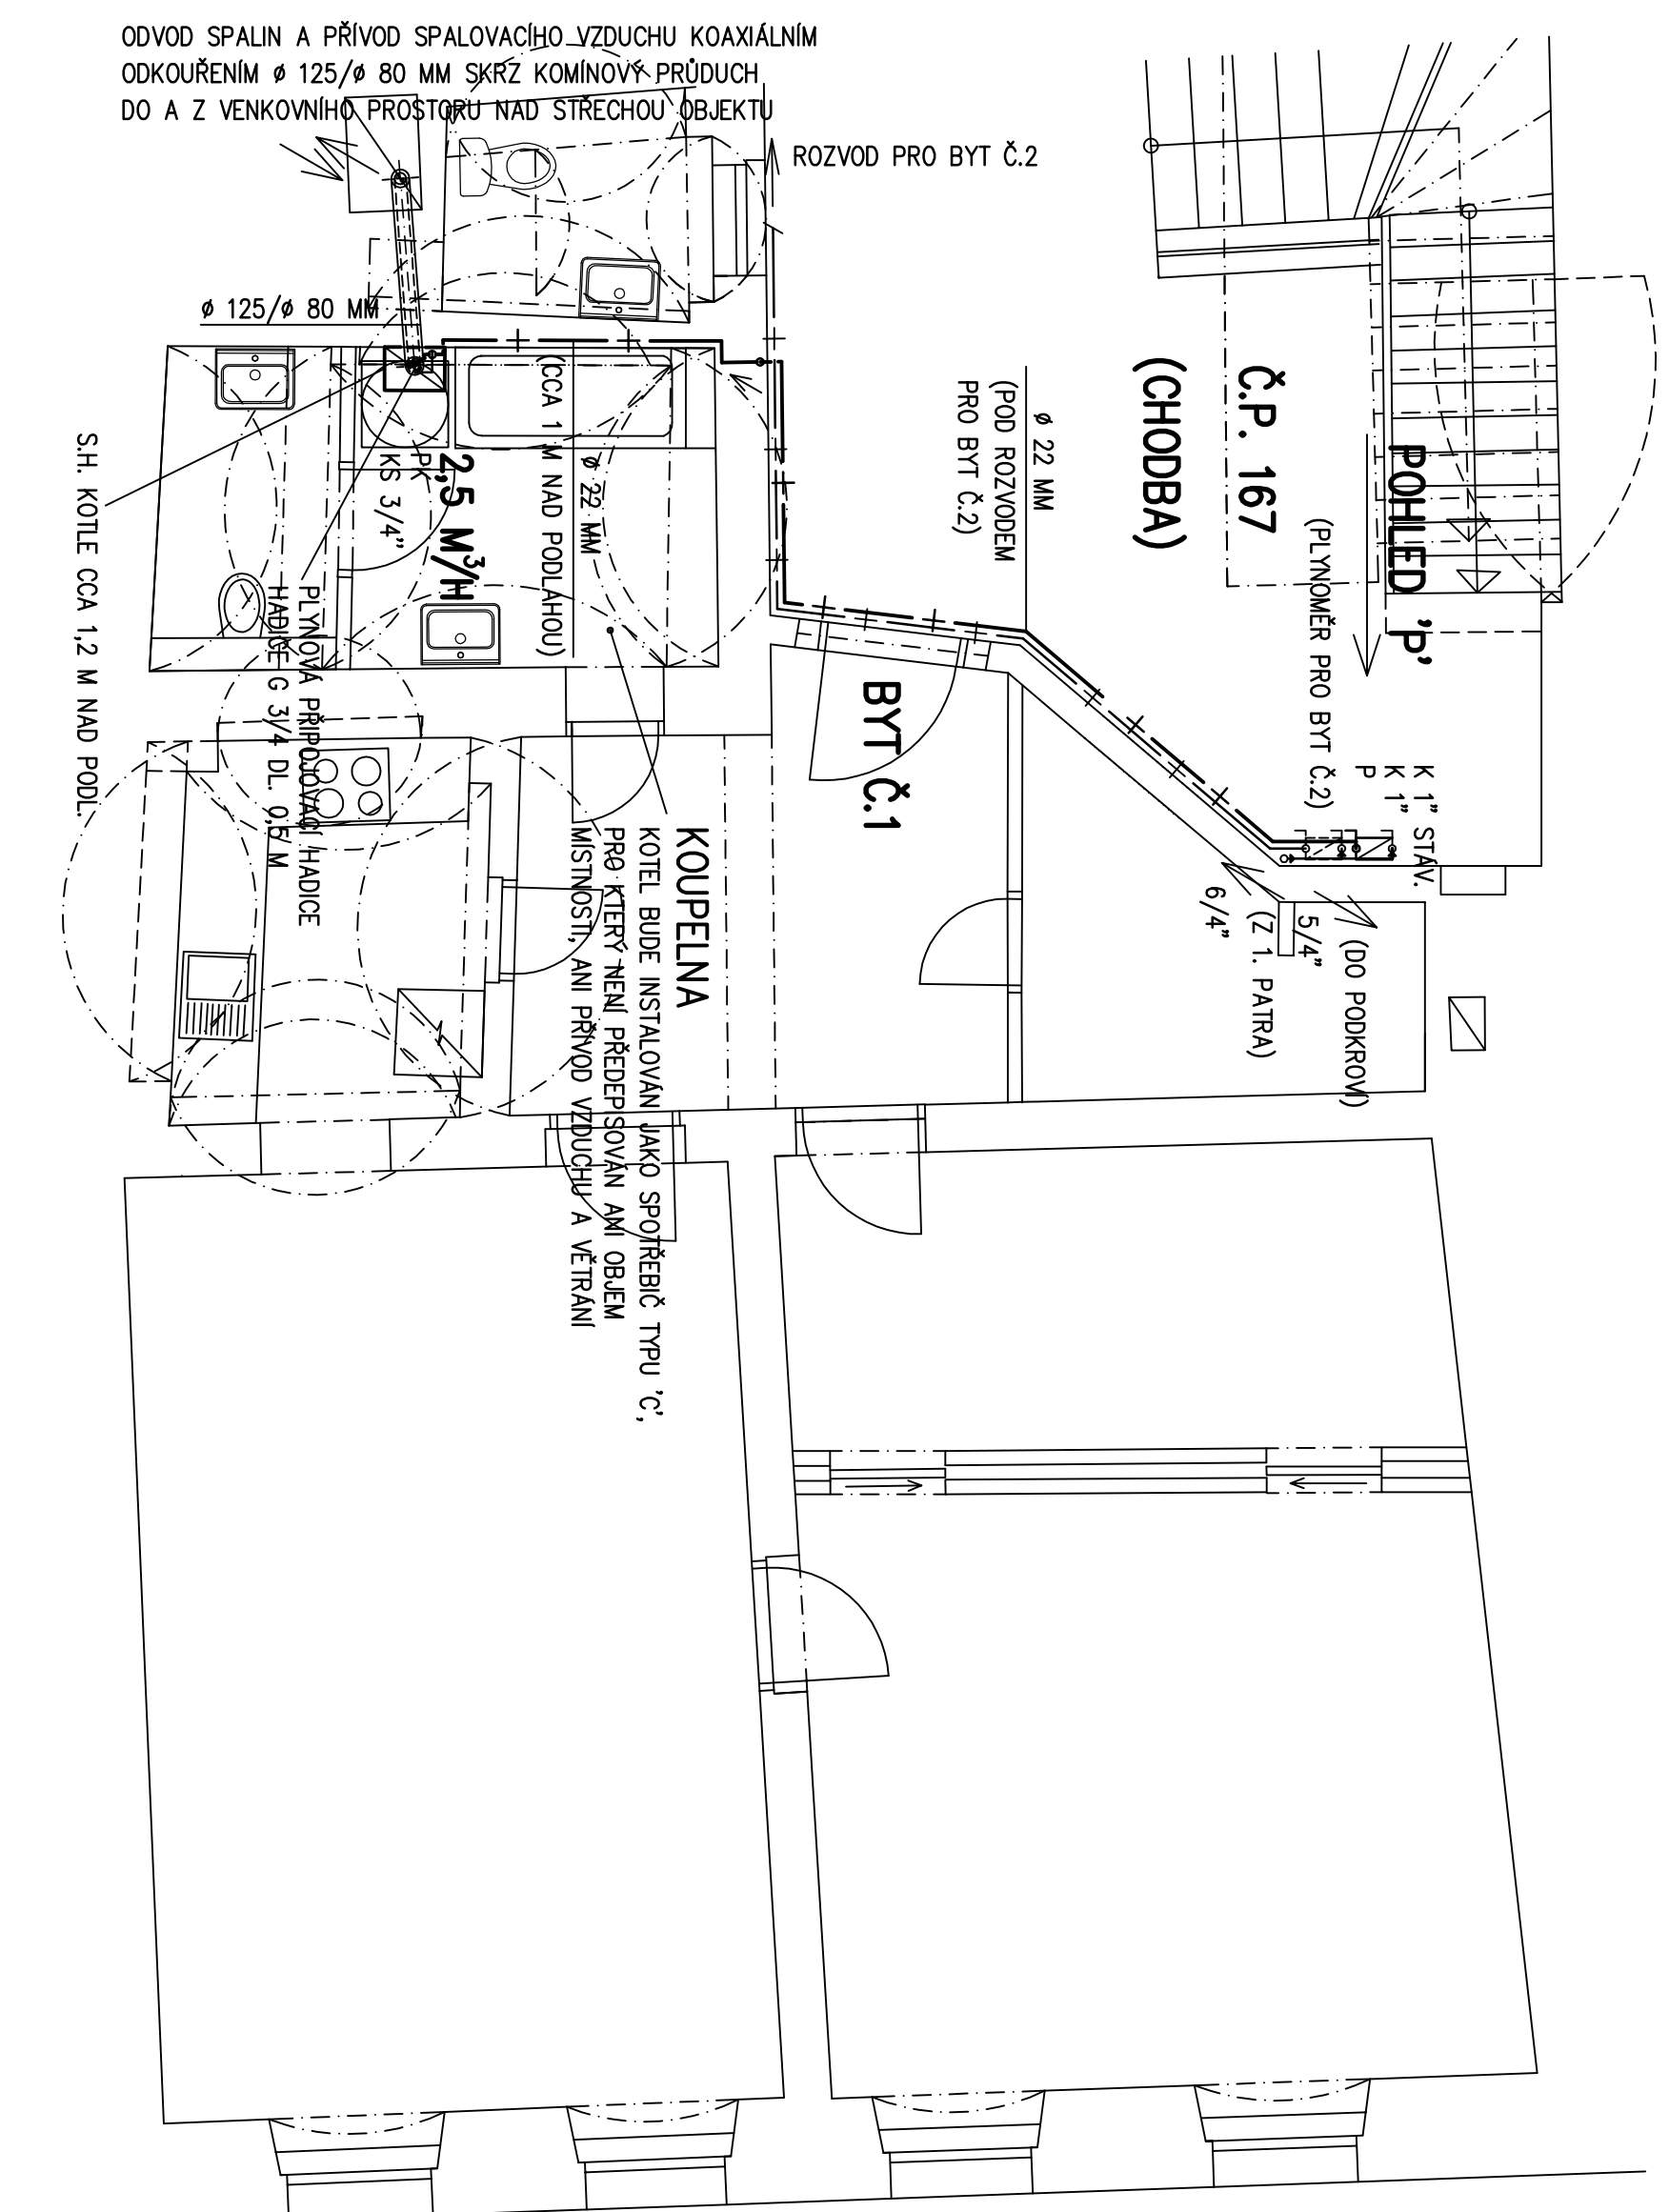 ODVOD SPALIN A PŘÍVOD SPALOVACÍHO VZDUCHU KOAXIÁLNÍM
ODKOUŘENÍM ø 125/ø 80 MM SKRZ KOMÍNOVÝ PRŮDUCH
DO A Z VENKOVNÍHO PROSTORU NAD STŘECHOU OBJEKTU
ROZVOD PRO BYT Č.2
ø 125/ø 80 MM
POHLED 'P'
(PLYNOMĚR PRO BYT Č.2)
Č.P. 167
(CHODBA)
ø 22 MM
(POD ROZVODEM
PRO BYT Č.2)
ø 22 MM
(CCA 1 M NAD PODLAHOU)
2,5 M³/H
PK
KS 3/4"
S.H. KOTLE CCA 1,2 M NAD PODL.
PLYNOVÁ PŘIPOJOVACÍ HADICE
HADICE G 3/4 DL. 0,5 M
BYT Č.1
K 1" STÁV.
K 1"
P
(DO PODKROVÍ)
5/4"
(Z 1. PATRA)
6/4"
KOUPELNA
KOTEL BUDE INSTALOVÁN JAKO SPOTŘEBIČ TYPU 'C',
PRO KTERÝ NENÍ PŘEDEPSOVÁN ANI OBJEM
MÍSTNOSTI, ANI PŘÍVOD VZDUCHU A VĚTRÁNÍ